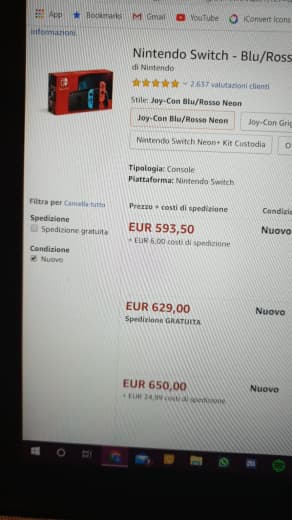 App
Bookmarks
Gmail
YouTube
iConvert Icons
informazioni.
Nintendo Switch - Blu/Ross
di Nintendo
2.637 valutazioni clienti
Stile: Joy-Con Blu/Rosso Neon
Joy-Con Blu/Rosso Neon
Joy-Con Grig
Nintendo Switch Neon+ Kit Custodia
Tipologia: Console
Piattaforma: Nintendo Switch
Filtra per Cancella tutto
Spedizione
Spedizione gratuita
Condizione
Nuovo
Prezzo + costi di spedizione
Condizio
EUR 593,50
Nuovo
+ EUR 6,00 costi di spedizione
EUR 629,00
Nuovo
Spedizione GRATUITA
EUR 650,00
Nuovo
+ EUR 24,99 costi di spedizione